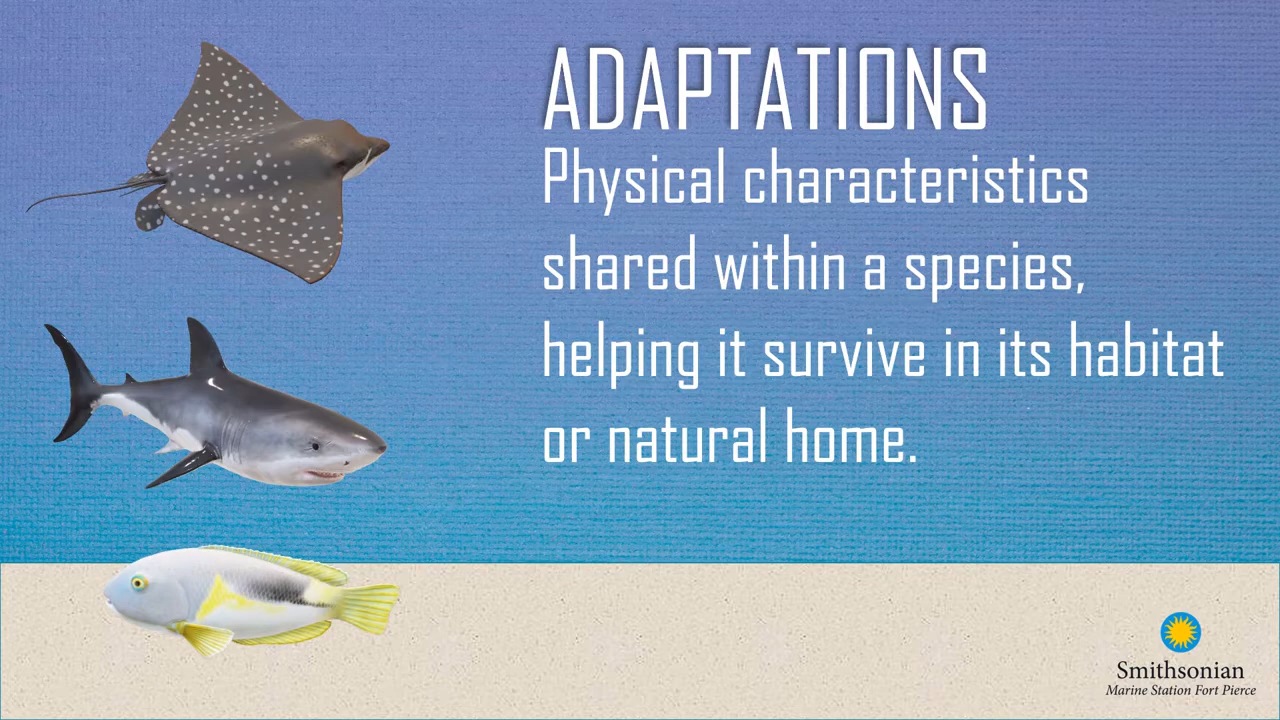 ADAPTATIONS
Physical characteristics
shared within a species,
helping it survive in its habitat
or natural home.
Smithsonian
Marine Station Fort Pierce